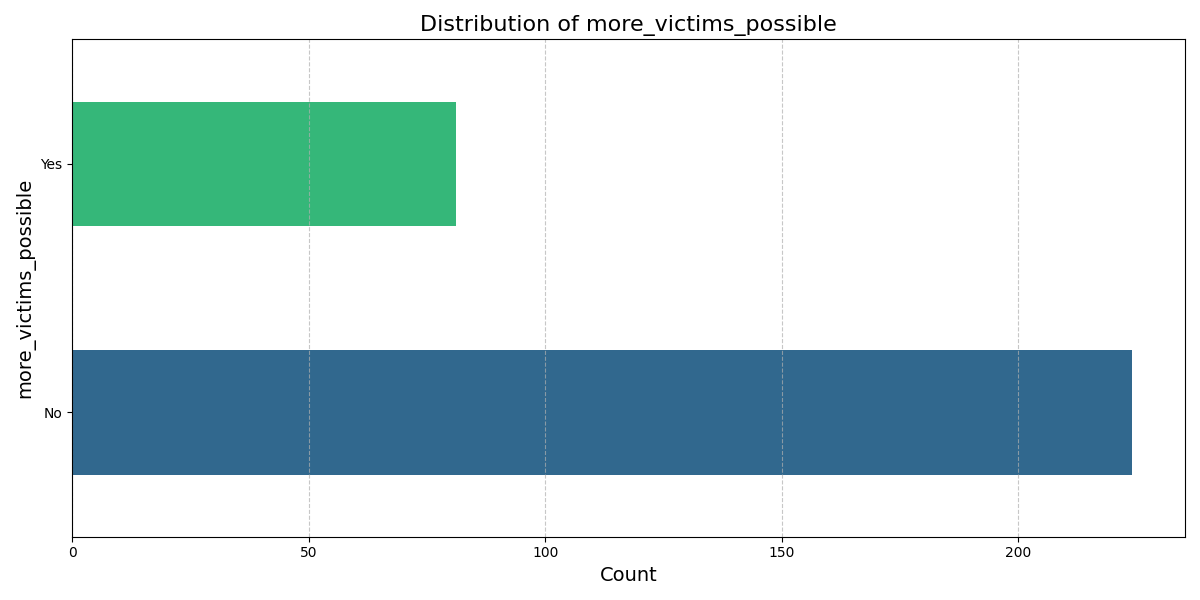 Distribution of more_victims_possible
more_victims_possible
Yes
No
0 50 100 150 200
Count